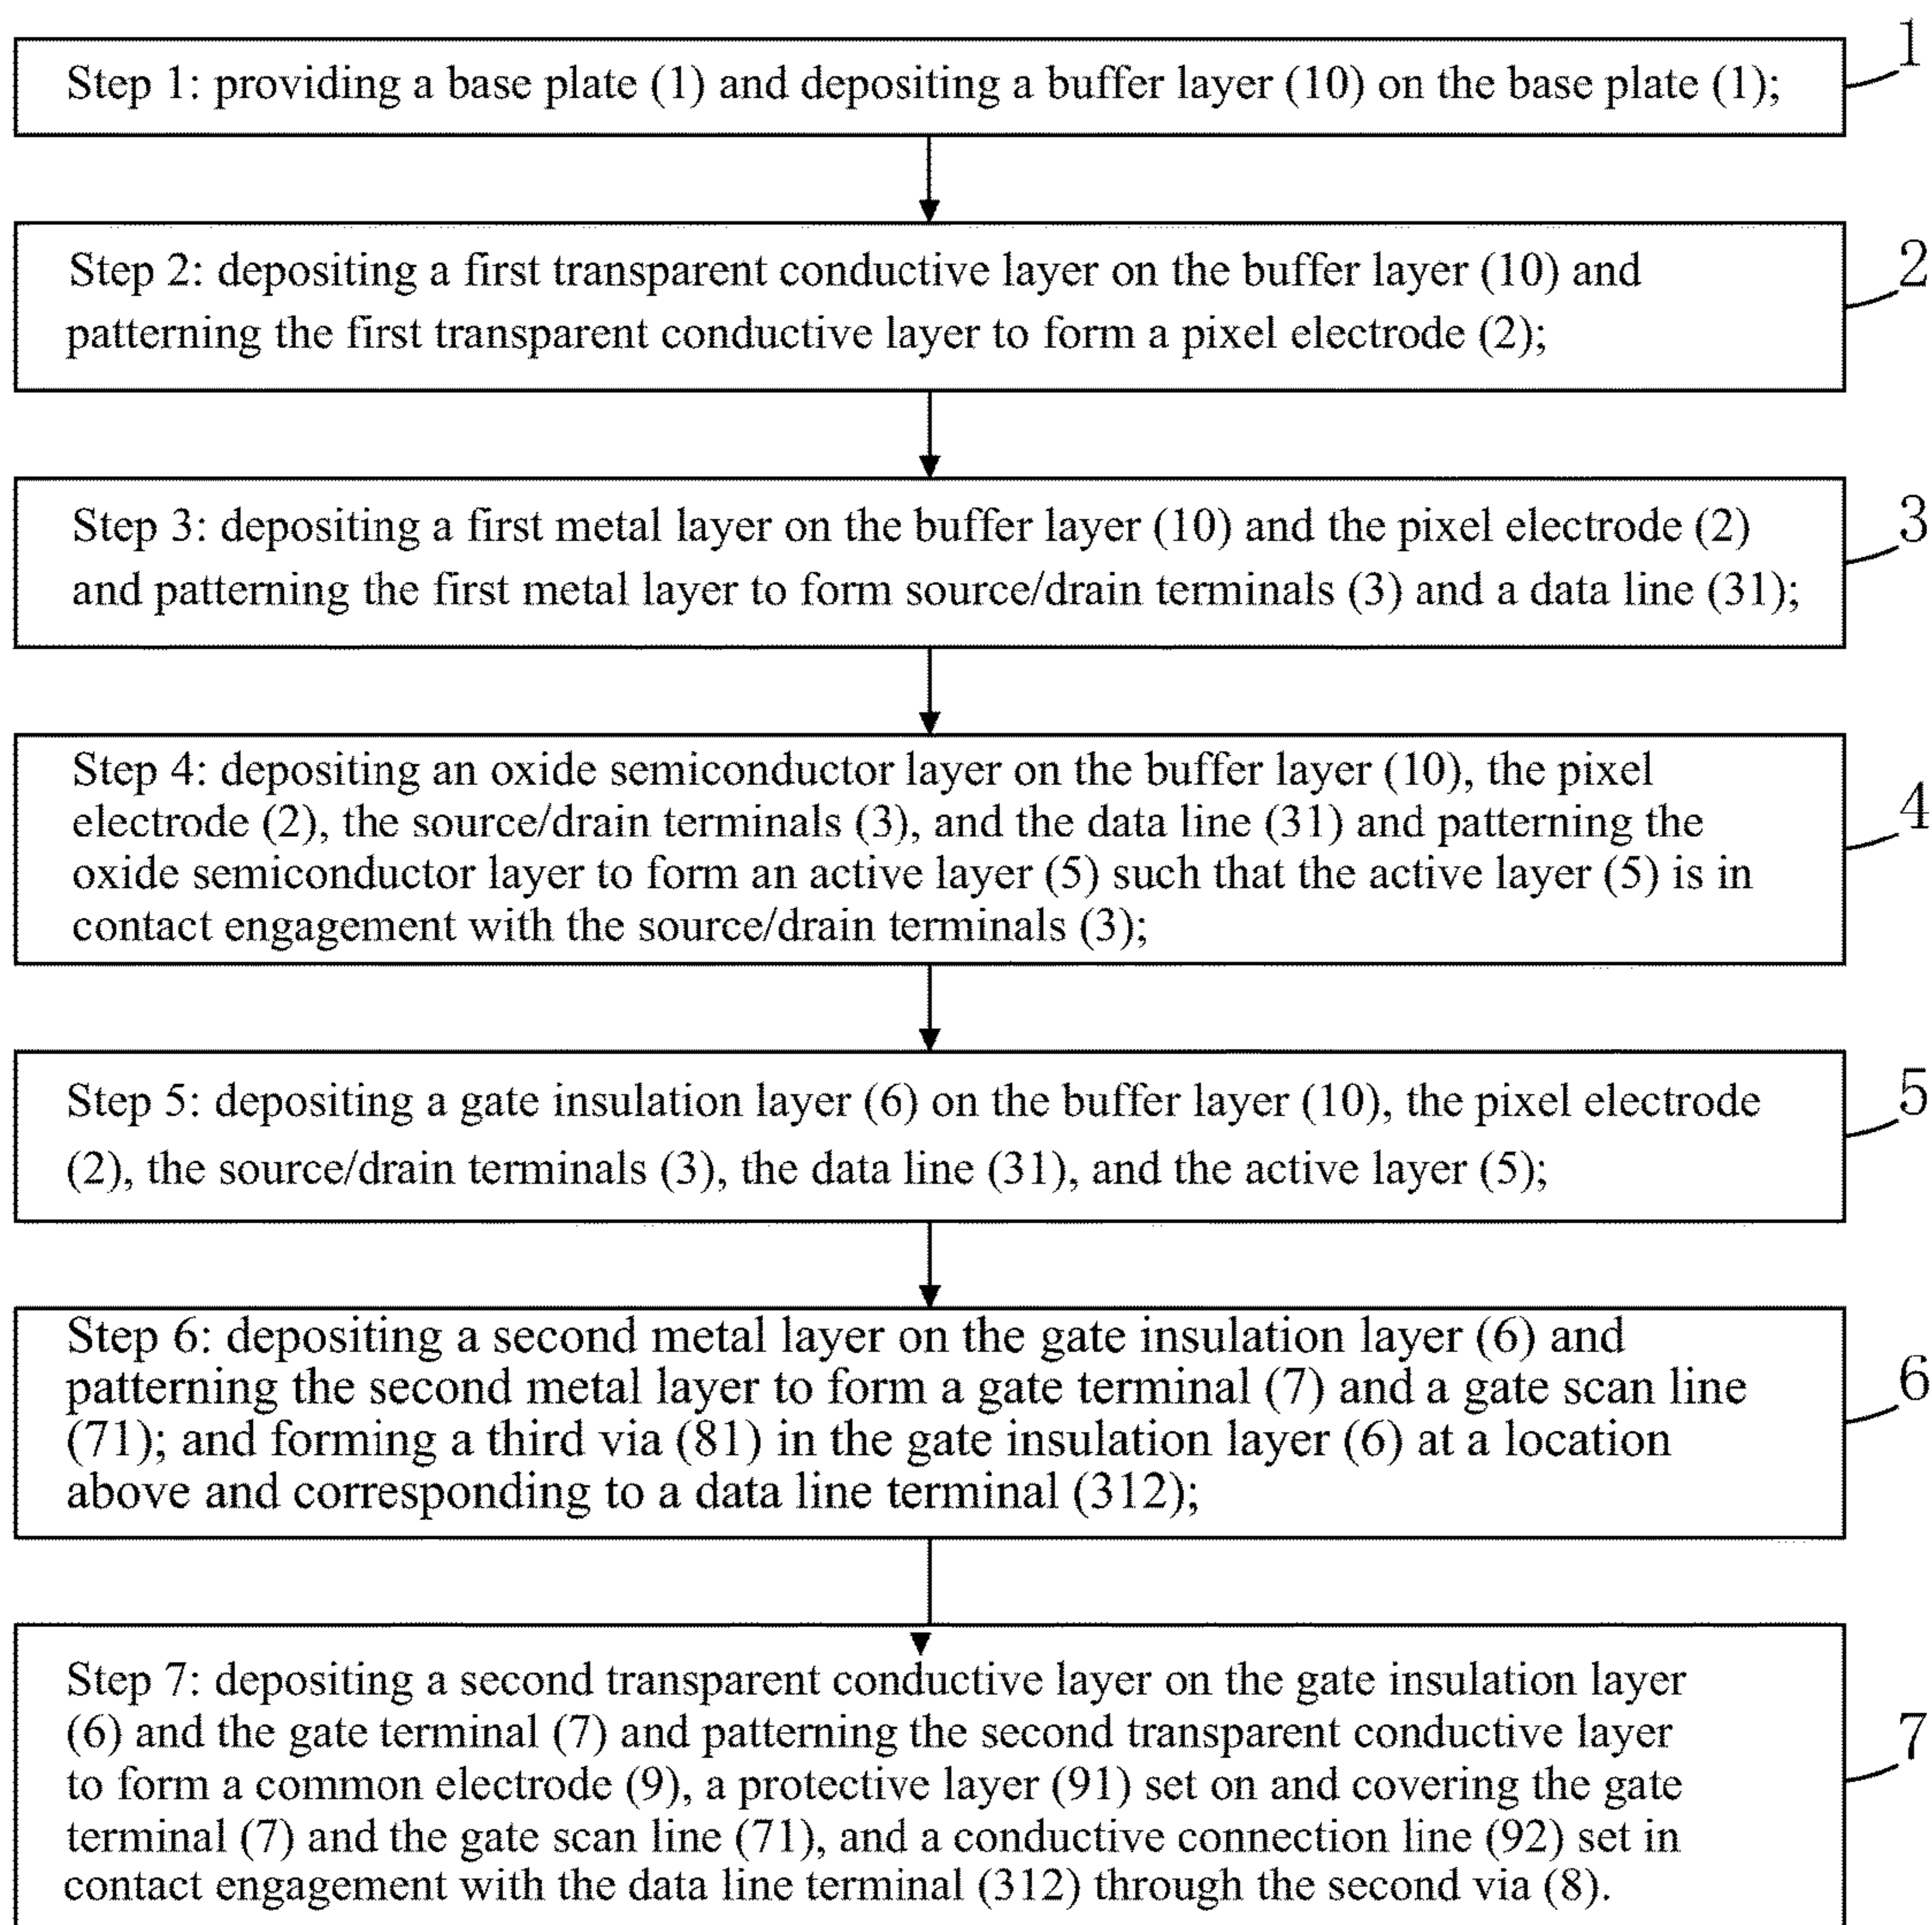 Step 1: providing a base plate (1) and depositing a buffer layer (10) on the base plate (1);
1
Step 2: depositing a first transparent conductive layer on the buffer layer (10) and
patterning the first transparent conductive layer to form a pixel electrode (2);
2
Step 3: depositing a first metal layer on the buffer layer (10) and the pixel electrode (2)
and patterning the first metal layer to form source/drain terminals (3) and a data line (31);
3
Step 4: depositing an oxide semiconductor layer on the buffer layer (10), the pixel
electrode (2), the source/drain terminals (3), and the data line (31) and patterning the
oxide semiconductor layer to form an active layer (5) such that the active layer (5) is in
contact engagement with the source/drain terminals (3);
4
Step 5: depositing a gate insulation layer (6) on the buffer layer (10), the pixel electrode
(2), the source/drain terminals (3), the data line (31), and the active layer (5);
5
Step 6: depositing a second metal layer on the gate insulation layer (6) and
patterning the second metal layer to form a gate terminal (7) and a gate scan line
(71); and forming a third via (81) in the gate insulation layer (6) at a location
above and corresponding to a data line terminal (312);
6
Step 7: depositing a second transparent conductive layer on the gate insulation layer
(6) and the gate terminal (7) and patterning the second transparent conductive layer
to form a common electrode (9), a protective layer (91) set on and covering the gate
terminal (7) and the gate scan line (71), and a conductive connection line (92) set in
contact engagement with the data line terminal (312) through the second via (8).
7